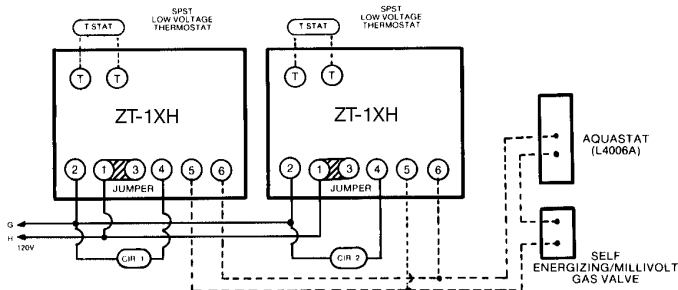 SPST
LOW VOLTAGE
THERMOSTAT
T STAT
T T
ZT-1XH
2 1 3 4 5 6
JUMPER
SPST
LOW VOLTAGE
THERMOSTAT
T STAT
T T
ZT-1XH
2 1 3 4 5 6
JUMPER
G
H
120V
CIR 1
CIR 2
AQUASTAT
(L4006A)
SELF
ENERGIZING/MILLIVOLT
GAS VALVE